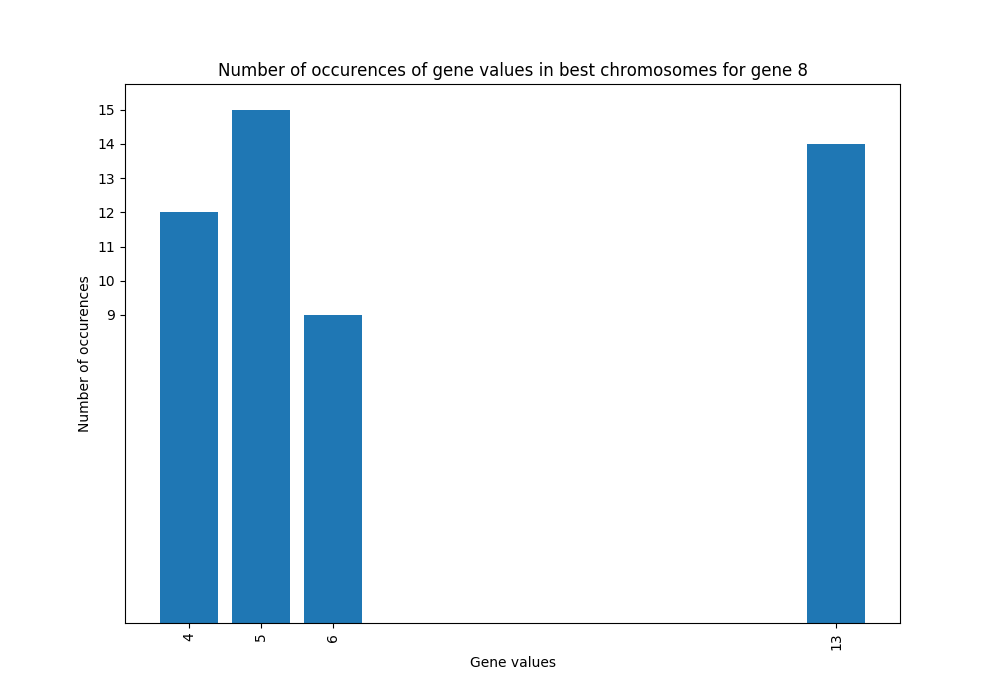 Number of occurences of gene values in best chromosomes for gene 8
15
14
13
12
11
10
9
Number of occurences
4 5 6 13
Gene values